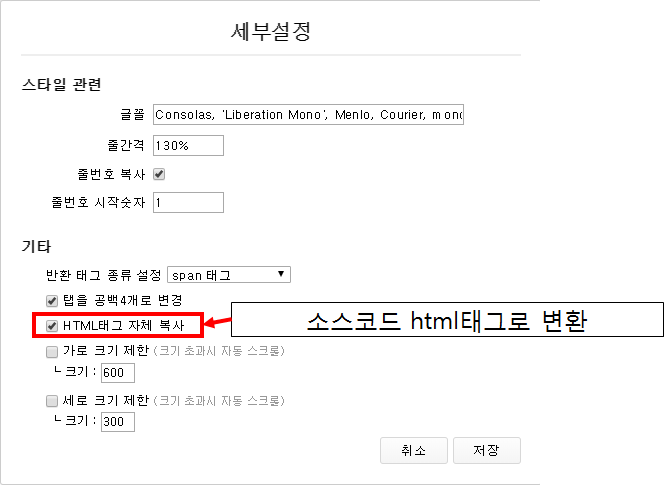 세부설정
스타일 관련
글꼴 Consolas, 'Liberation Mono', Menlo, Courier, mono
줄간격 130%
줄번호 복사
줄번호 시작숫자 1
기타
반환 태그 종류 설정 span 태그
탭을 공백4개로 변경
HTML태그 자체 복사 소스코드 html태그로 변환
가로 크기 제한 (크기 초과시 자동 스크롤)
┗ 크기 : 600
세로 크기 제한 (크기 초과시 자동 스크롤)
┗ 크기 : 300
취소 저장